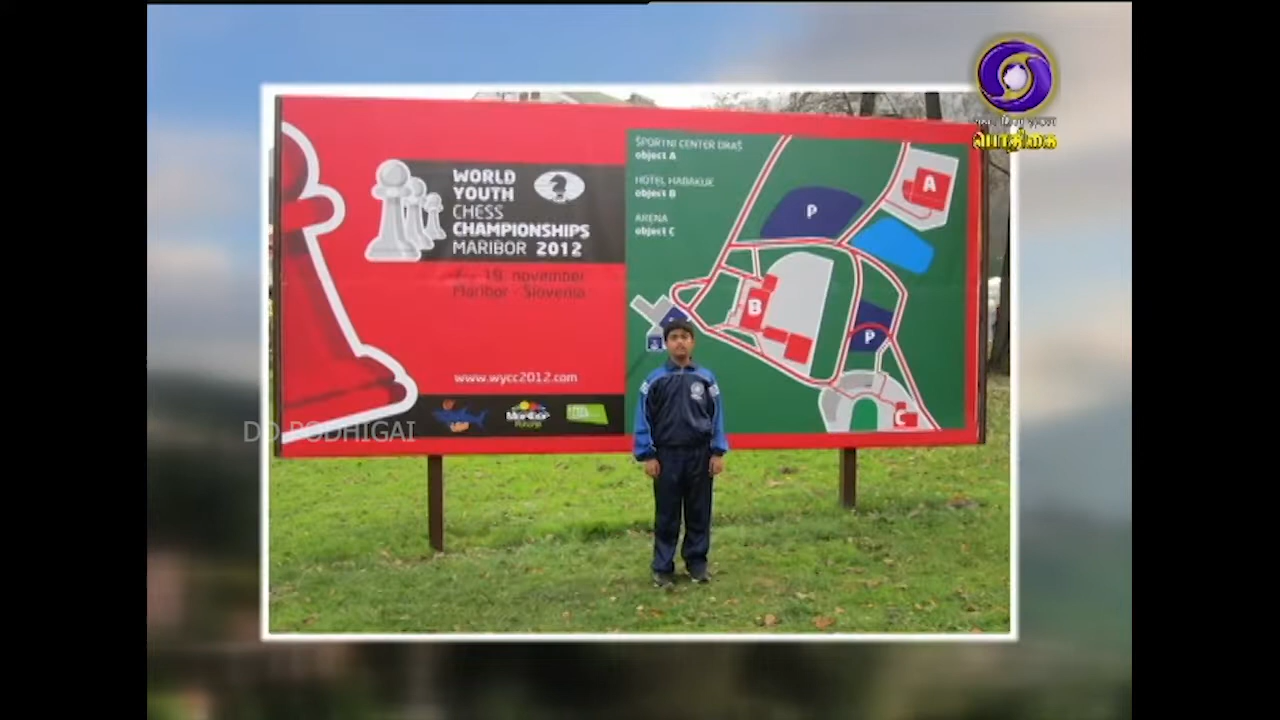 பொதிகை
WORLD
YOUTH
CHESS
CHAMPIONSHIPS
MARIBOR 2012
19. november
Maribor - Slovenia
www.wycc2012.com
ŠPORTNI CENTER DRAŠ
object A
HOTEL HABAKUK
object B
ARENA
object C
P
A
B
P
C
DD PODHIGAI